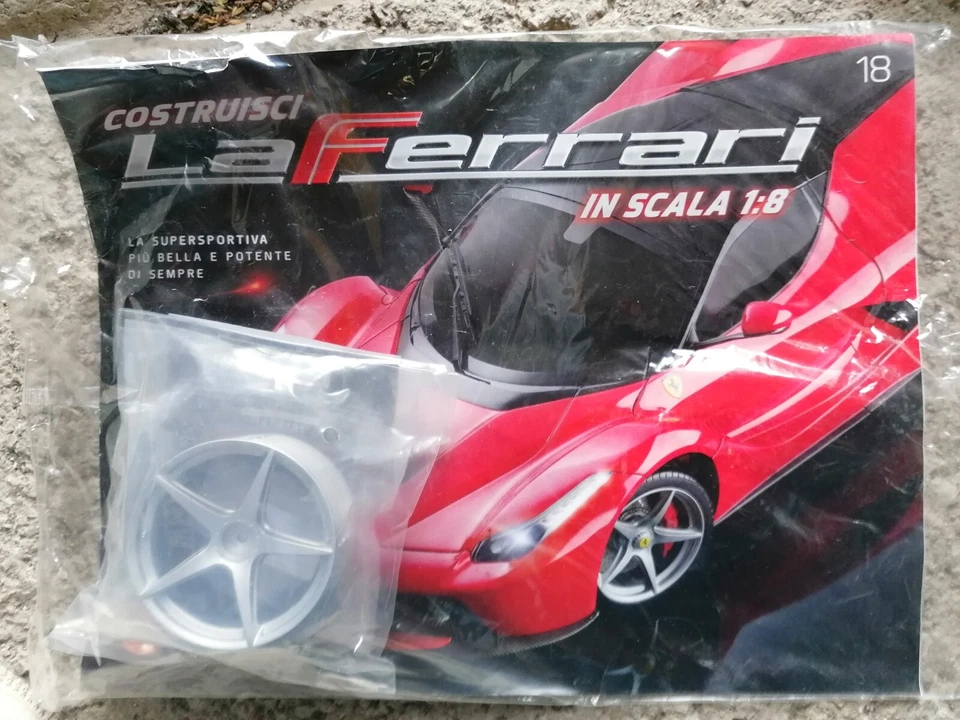 18
COSTRUISCI
LaFerrari
IN SCALA 1:8
LA SUPERSPORTIVA
PIÙ BELLA E POTENTE
DI SEMPRE